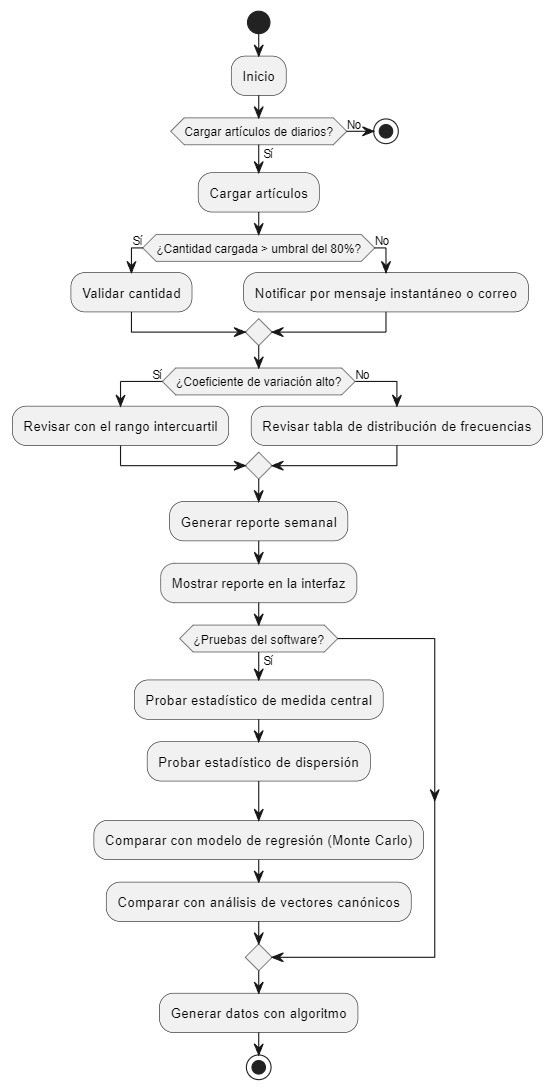 Inicio
Cargar artículos de diarios?
No
Sí
Cargar artículos
Sí
¿Cantidad cargada > umbral del 80%?
No
Validar cantidad
Notificar por mensaje instantáneo o correo
Sí
¿Coeficiente de variación alto?
No
Revisar con el rango intercuartil
Revisar tabla de distribución de frecuencias
Generar reporte semanal
Mostrar reporte en la interfaz
¿Pruebas del software?
Sí
Probar estadístico de medida central
Probar estadístico de dispersión
Comparar con modelo de regresión (Monte Carlo)
Comparar con análisis de vectores canónicos
Generar datos con algoritmo